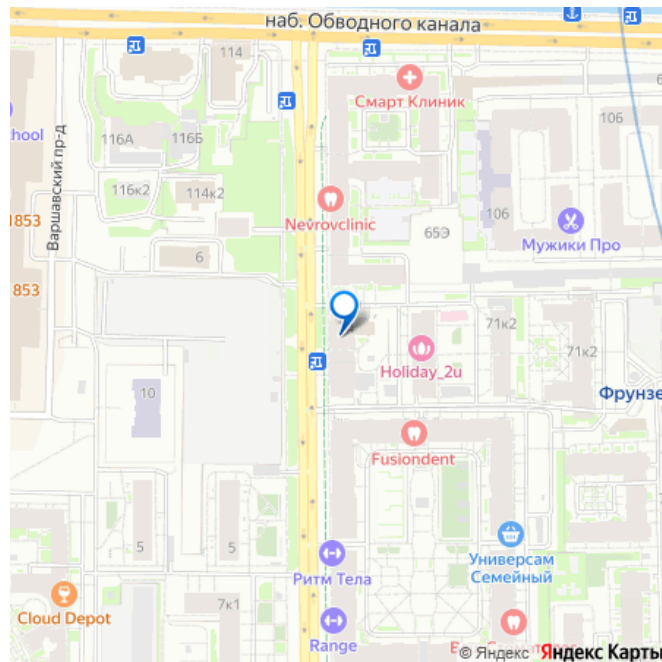 наб. Обводного канала
114
Смарт Клиник
116А
116Б
106
chool
Варшавский пр-д
116к2
114к2
Nevrovclinic
106
65Э
Мужики Про
1853
6
853
71к2
71к2
Holiday_2u
10
Фрунзе
Fusiondent
5
5
Универсам
Семейный
Ритм Тела
7к1
Cloud Depot
Range
© Яндекс Яндекс Карты